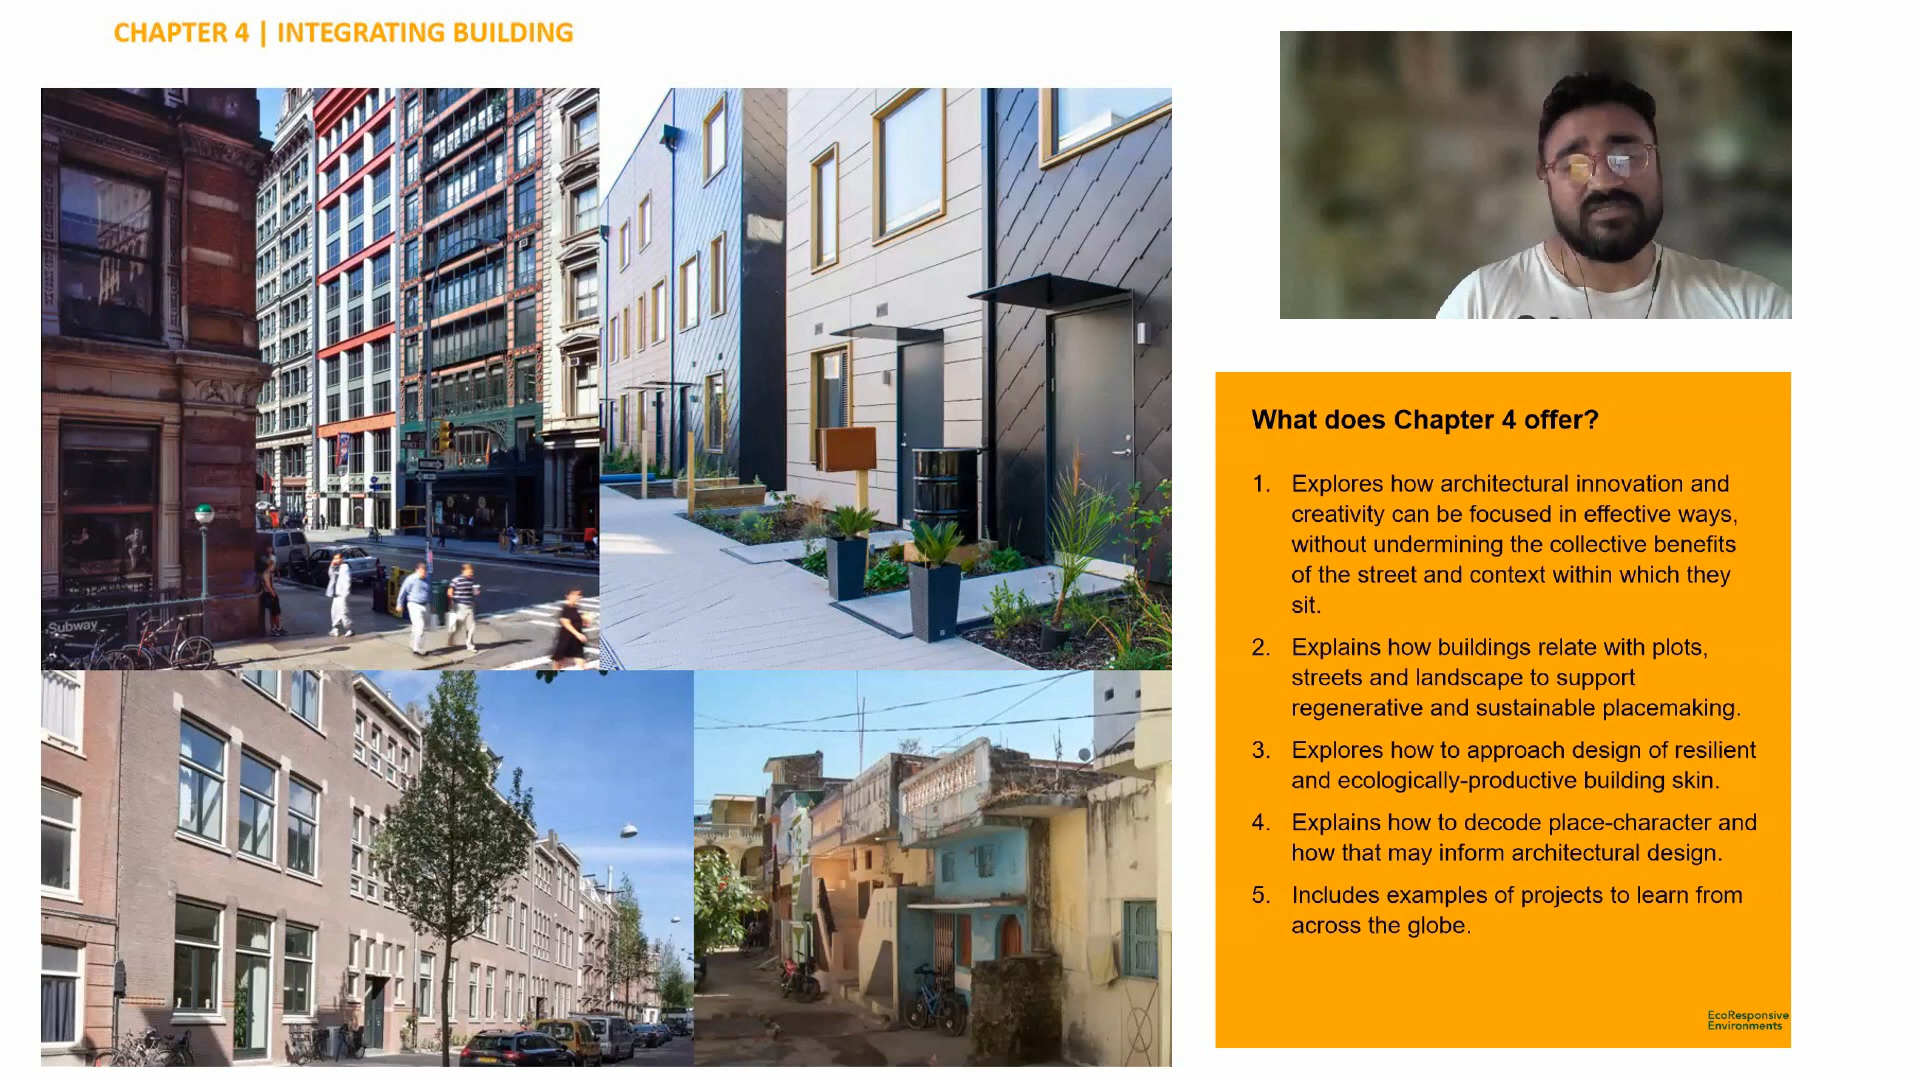 CHAPTER 4 | INTEGRATING BUILDING
Subway
What does Chapter 4 offer?
1. Explores how architectural innovation and
creativity can be focused in effective ways,
without undermining the collective benefits
of the street and context within which they
sit.
2. Explains how buildings relate with plots,
streets and landscape to support
regenerative and sustainable placemaking.
3. Explores how to approach design of resilient
and ecologically-productive building skin.
4. Explains how to decode place-character and
how that may inform architectural design.
5. Includes examples of projects to learn from
across the globe.
EcoResponsive
Environments